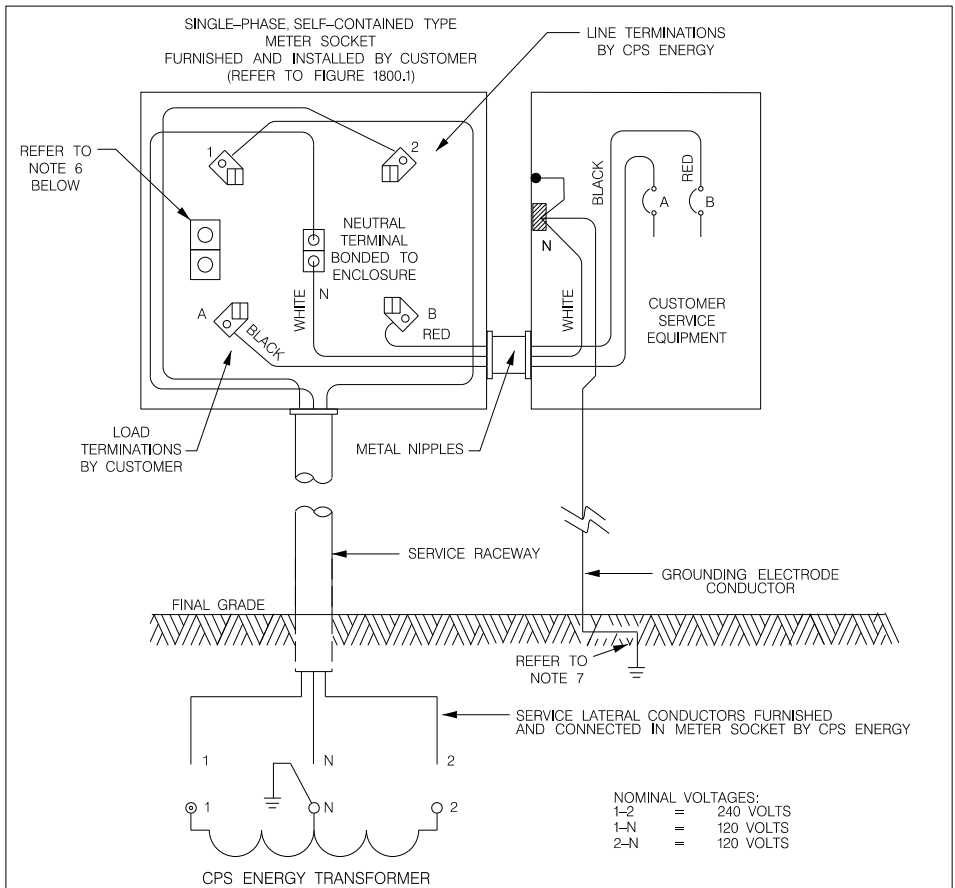 SINGLE–PHASE, SELF–CONTAINED TYPE
METER SOCKET
FURNISHED AND INSTALLED BY CUSTOMER
(REFER TO FIGURE 1800.1)
LINE TERMINATIONS
BY CPS ENERGY
REFER TO
NOTE 6
BELOW
1
2
NEUTRAL
TERMINAL
BONDED TO
ENCLOSURE
WHITE
N
A
BLACK
B
RED
BLACK
RED
A
B
N
WHITE
CUSTOMER
SERVICE
EQUIPMENT
LOAD
TERMINATIONS
BY CUSTOMER
METAL NIPPLES
SERVICE RACEWAY
GROUNDING ELECTRODE
CONDUCTOR
FINAL GRADE
REFER TO
NOTE 7
SERVICE LATERAL CONDUCTORS FURNISHED
AND CONNECTED IN METER SOCKET BY CPS ENERGY
1
N
2
1
N
2
NOMINAL VOLTAGES:
1–2 = 240 VOLTS
1–N = 120 VOLTS
2–N = 120 VOLTS
CPS ENERGY TRANSFORMER